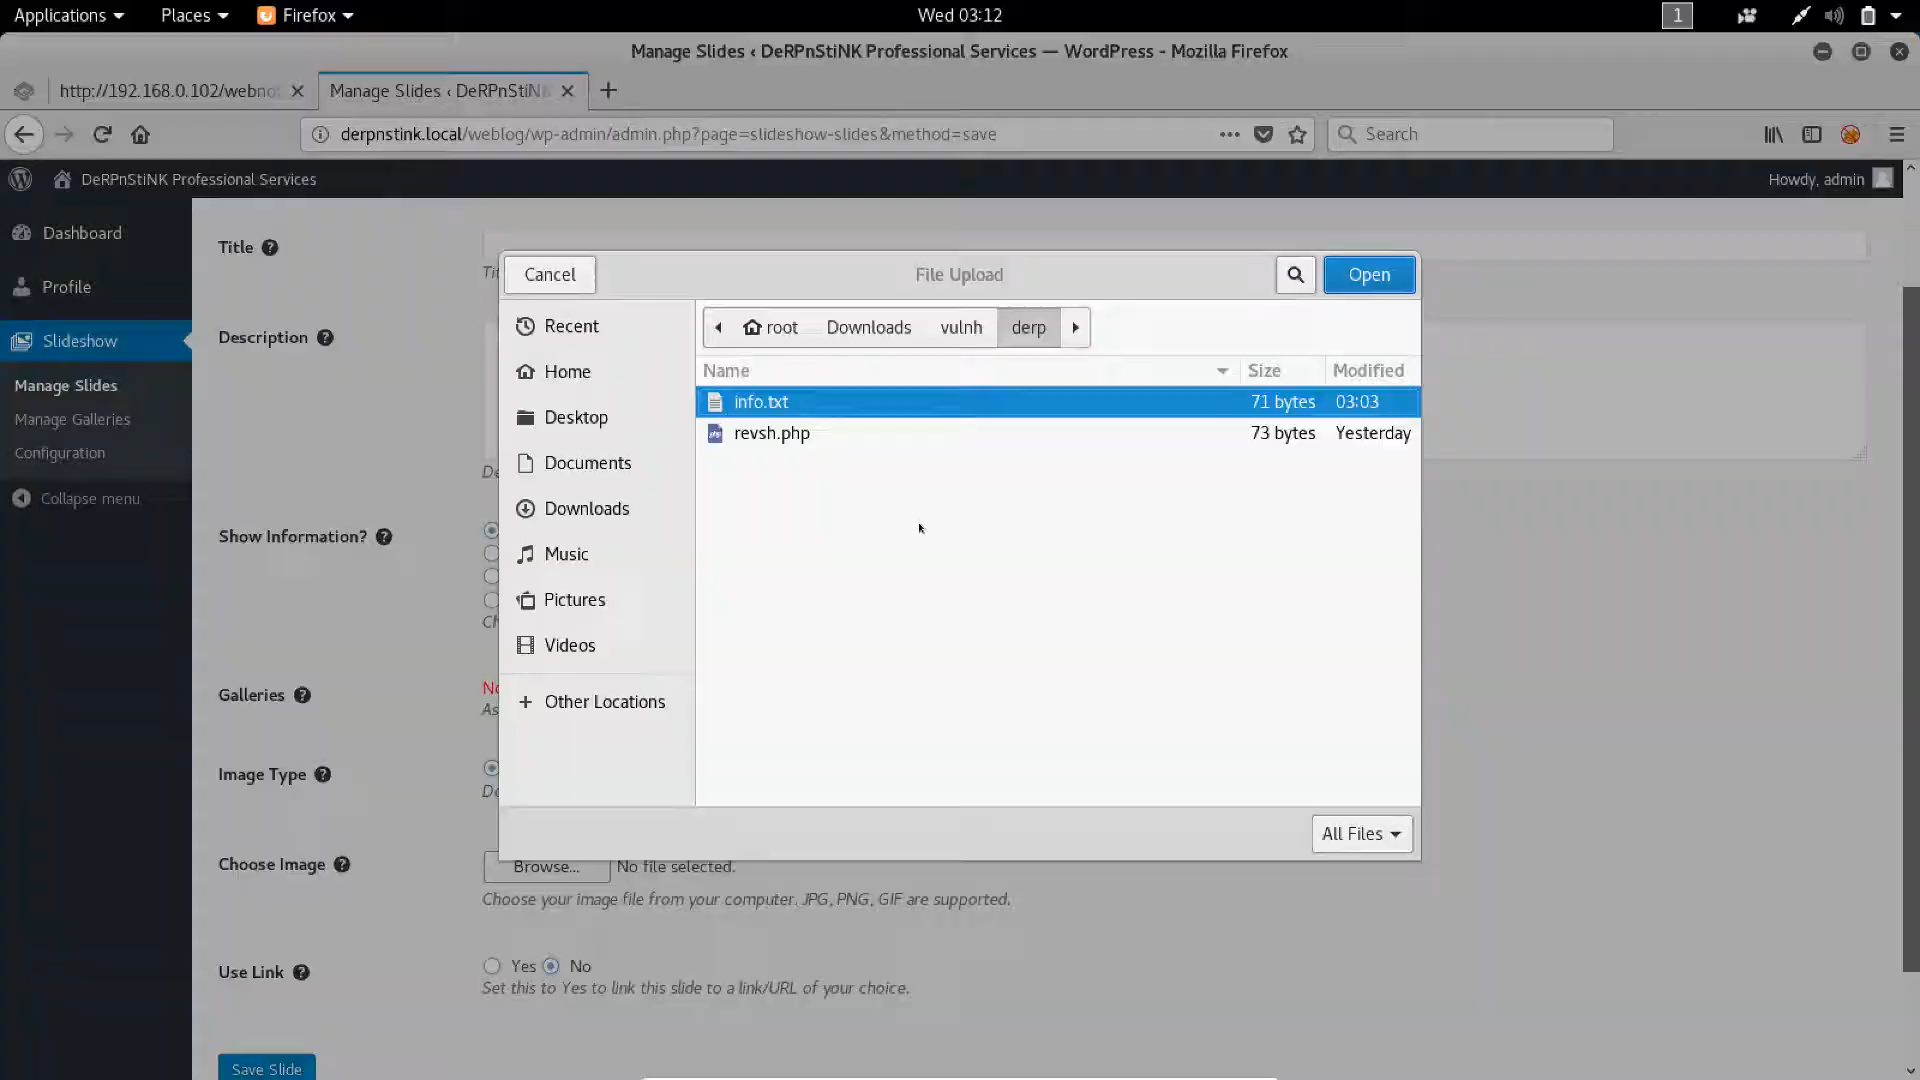 Applications Places Firefox Wed 03:12 1
Manage Slides ‹ DeRPnStiNK Professional Services — WordPress - Mozilla Firefox
http://192.168.0.102/webno Manage Slides ‹ DeRPnStiN
derpnstink.local/weblog/wp-admin/admin.php?page=slideshow-slides&method=save Search
DeRPnStiNK Professional Services Howdy, admin
Dashboard
Profile
Slideshow
Manage Slides
Manage Galleries
Configuration
Collapse menu
Title
Description
Show Information?
Galleries
Image Type
Choose Image
Browse... No file selected.
Choose your image file from your computer. JPG, PNG, GIF are supported.
Use Link
Yes No
Set this to Yes to link this slide to a link/URL of your choice.
Save Slide
Cancel File Upload Open
Recent
Home
Desktop
Documents
Downloads
Music
Pictures
Videos
Other Locations
root Downloads vulnh derp
Name Size Modified
info.txt 71 bytes 03:03
revsh.php 73 bytes Yesterday
All Files